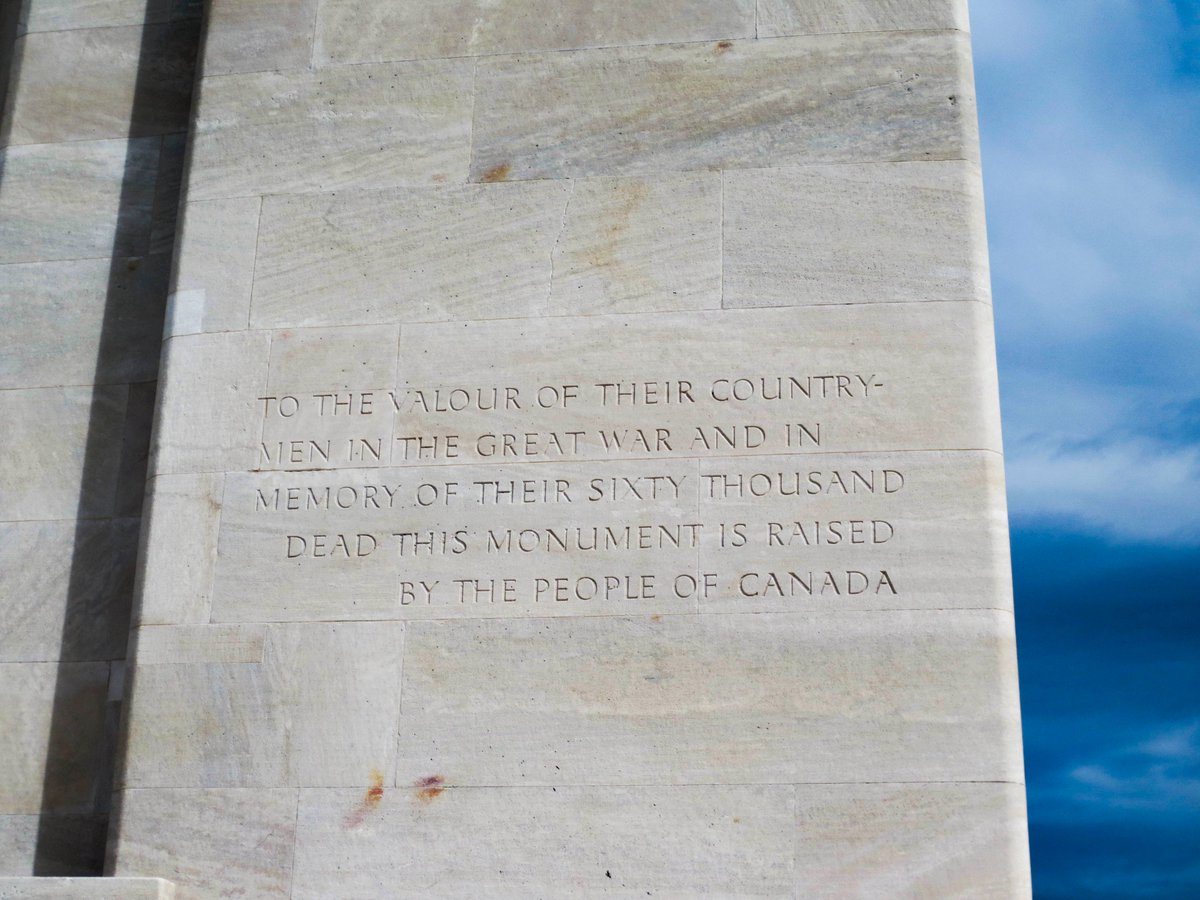 TO THE VALOUR OF THEIR COUNTRY-
MEN IN THE GREAT WAR AND IN
MEMORY OF THEIR SIXTY THOUSAND
DEAD THIS MONUMENT IS RAISED
BY THE PEOPLE OF CANADA